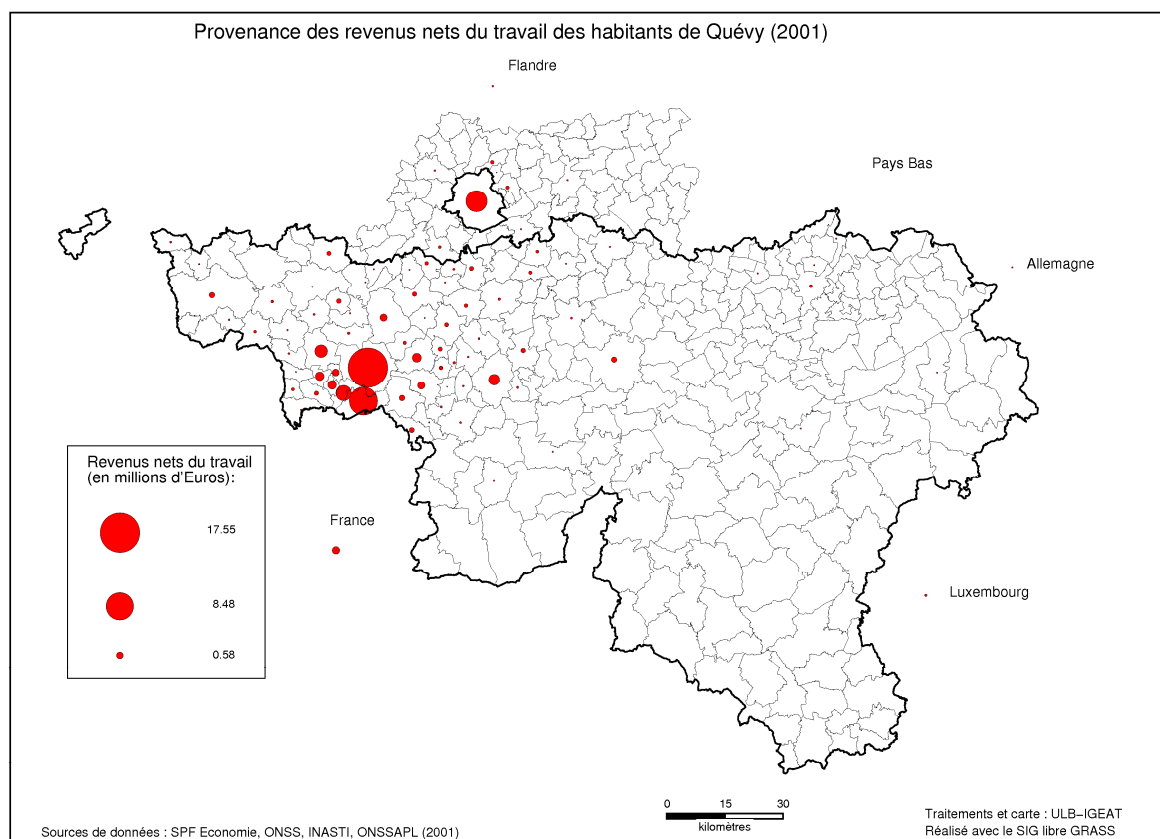 Provenance des revenus nets du travail des habitants de Quévy (2001)
Flandre
Pays Bas
Allemagne
Revenus nets du travail
(en millions d'Euros):
17.55
8.48
0.58
France
Luxembourg
0 15 30
kilomètres
Sources de données : SPF Economie, ONSS, INASTI, ONSSAPL (2001)
Traitements et carte : ULB–IGEAT
Réalisé avec le SIG libre GRASS